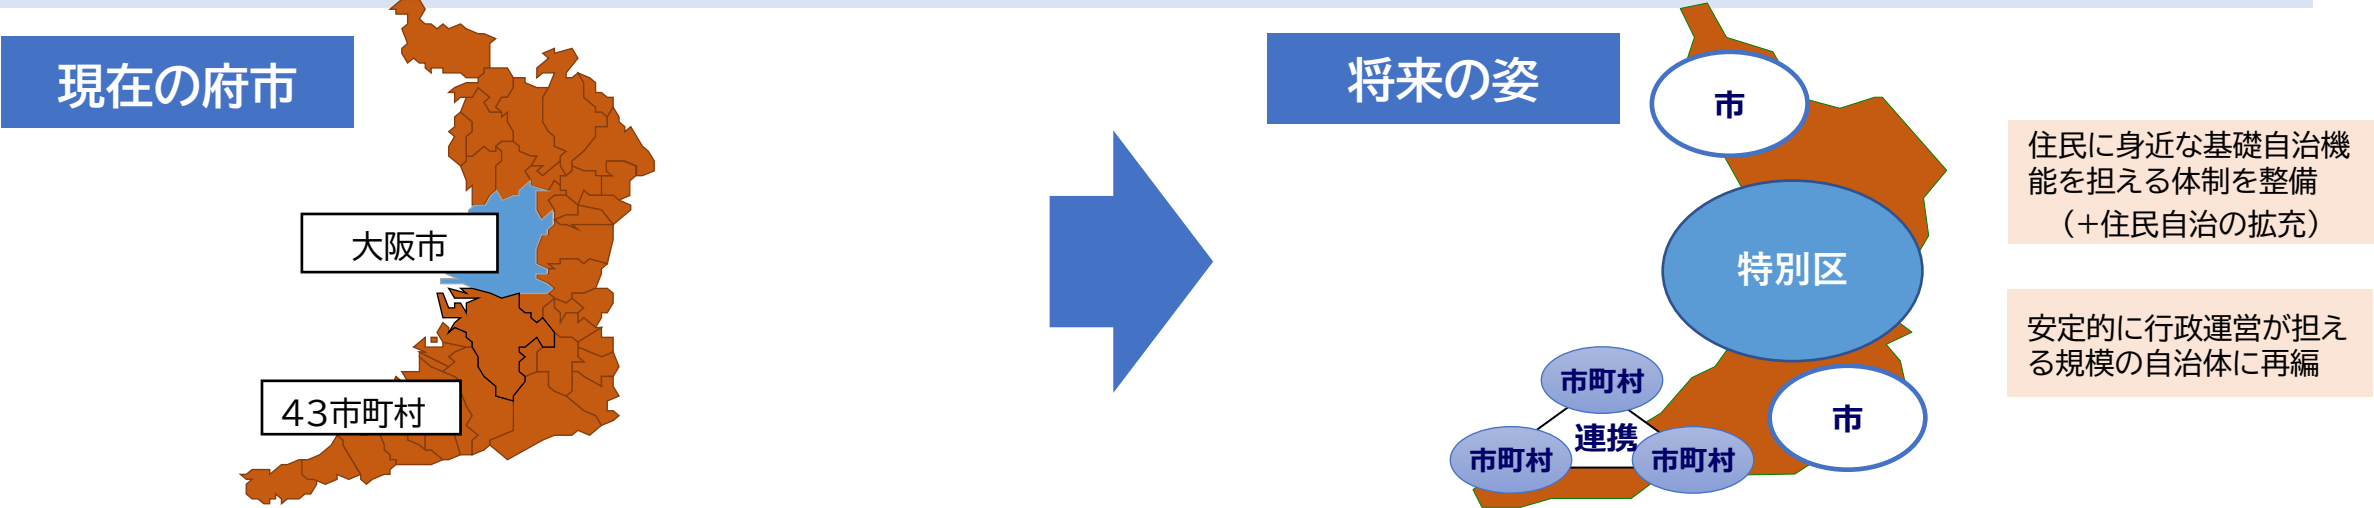 現在の府市
大阪市
４３市町村
将来の姿
市
特別区
市町村
連携
市町村
市町村
市
住民に身近な基礎自治機
能を担える体制を整備
（＋住民自治の拡充）
安定的に行政運営が担え
る規模の自治体に再編